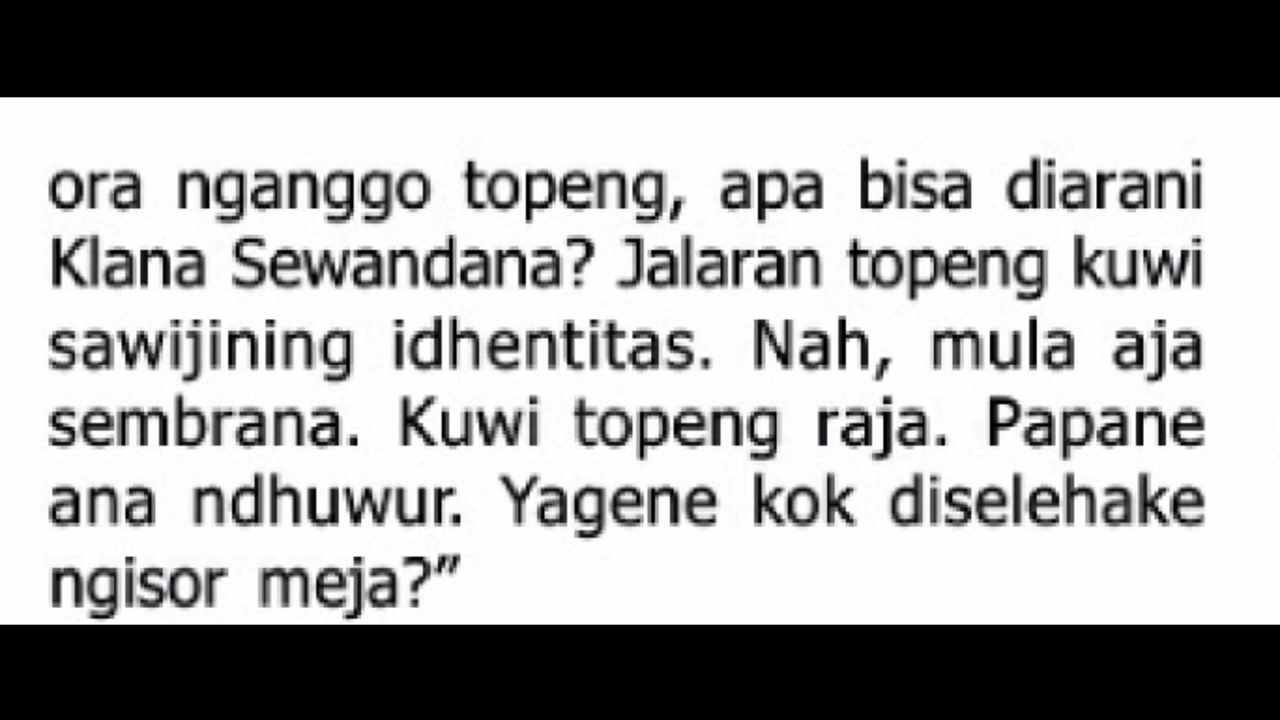 ora nganggo topeng, apa bisa diarani
Klana Sewandana? Jalaran topeng kuwi
sawijining idhentitas. Nah, mula aja
sembrana. Kuwi topeng raja. Papane
ana ndhuwur. Yagene kok diselehake
ngisor meja?”